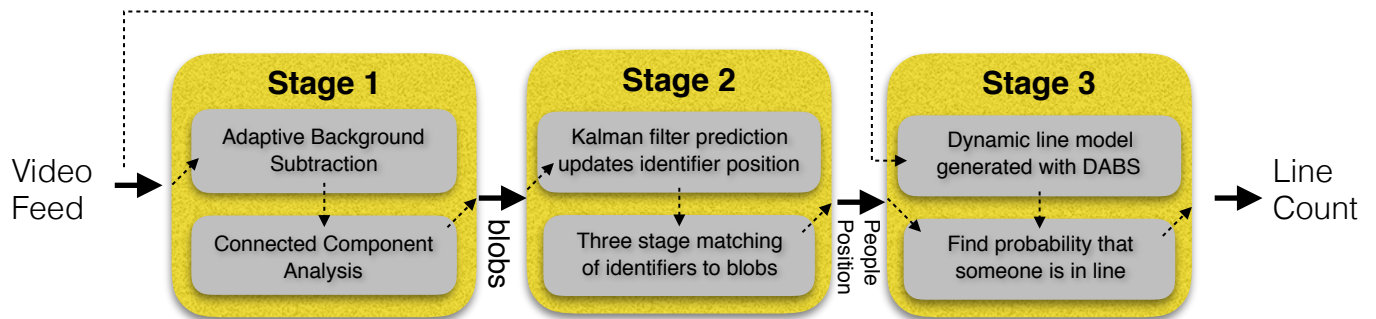 Video
Feed
Stage 1
Adaptive Background
Subtraction
Connected Component
Analysis
blobs
Stage 2
Kalman filter prediction
updates identifier position
Three stage matching
of identifiers to blobs
People
Position
Stage 3
Dynamic line model
generated with DABS
Find probability that
someone is in line
Line
Count